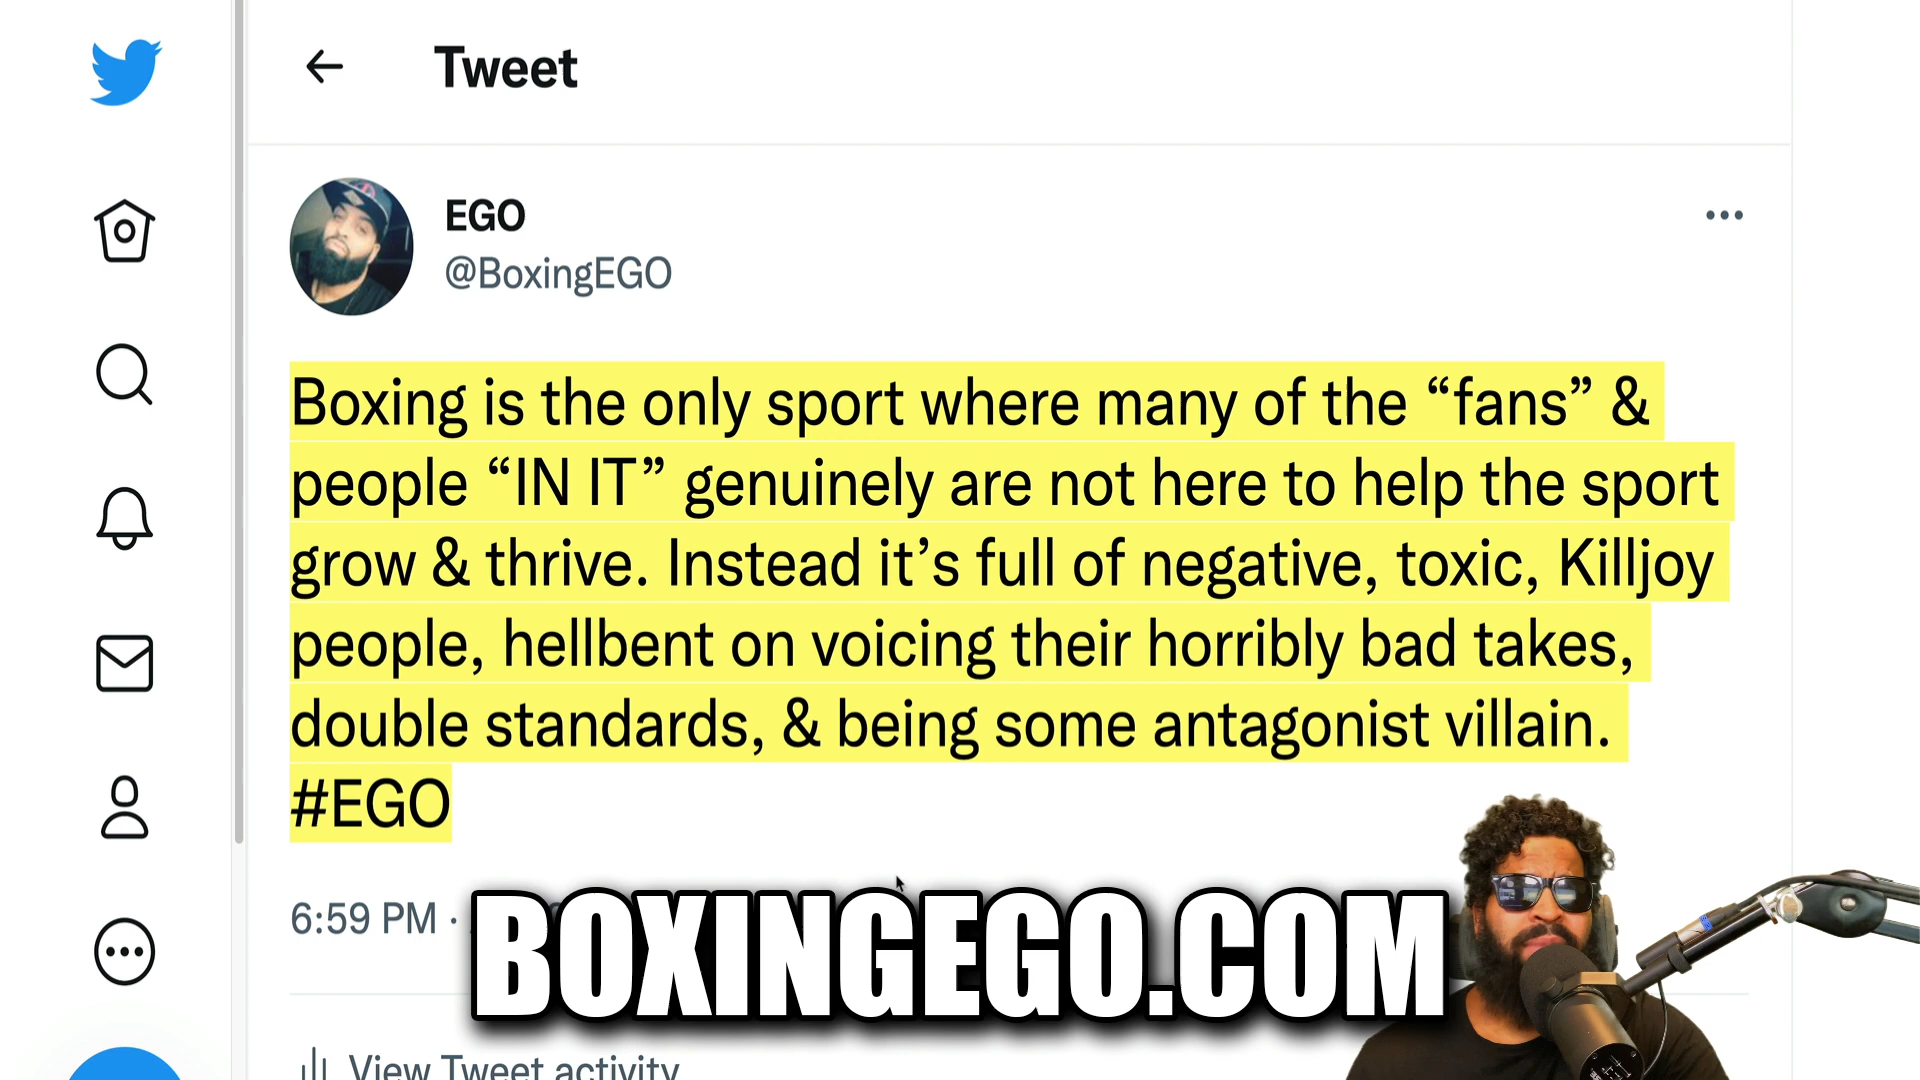 Tweet
EGO
@BoxingEGO
Boxing is the only sport where many of the “fans” &
people “IN IT” genuinely are not here to help the sport
grow & thrive. Instead it’s full of negative, toxic, Killjoy
people, hellbent on voicing their horribly bad takes,
double standards, & being some antagonist villain.
#EGO
6:59 PM ·
BOXINGEGO.COM
View Tweet activity